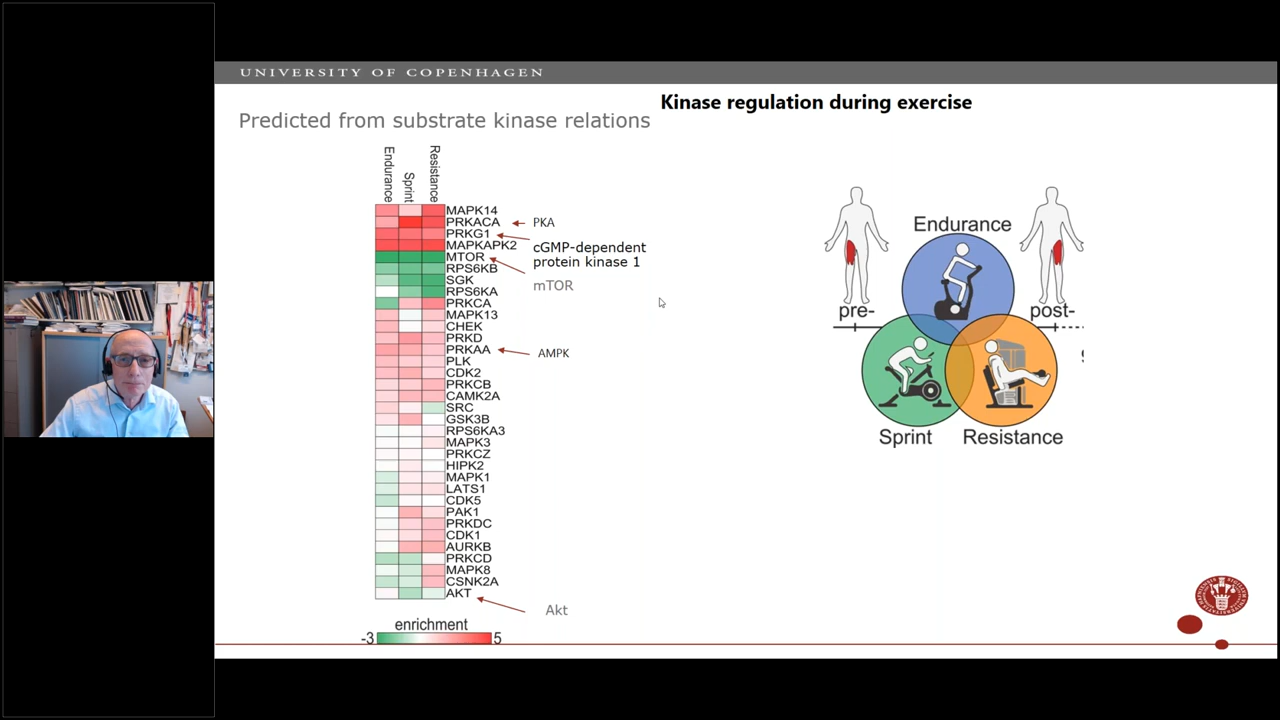 UNIVERSITY OF COPENHAGEN
Kinase regulation during exercise
Predicted from substrate kinase relations
Endurance
Sprint
Resistance
MAPK14
PRKACA
PRKG1
MAPKAPK2
MTOR
RPS6KB
SGK
RPS6KA
PRKCA
MAPK13
CHEK
PRKD
PRKAA
PLK
CDK2
PRKCB
CAMK2A
SRC
GSK3B
RPS6KA3
MAPK3
PRKCZ
HIPK2
MAPK1
LATS1
CDK5
PAK1
PRKDC
CDK1
AURKB
PRKCD
MAPK8
CSNK2A
AKT
PKA
cGMP-dependent
protein kinase 1
mTOR
AMPK
Akt
enrichment
-3 5
Endurance
pre- post-
Sprint Resistance